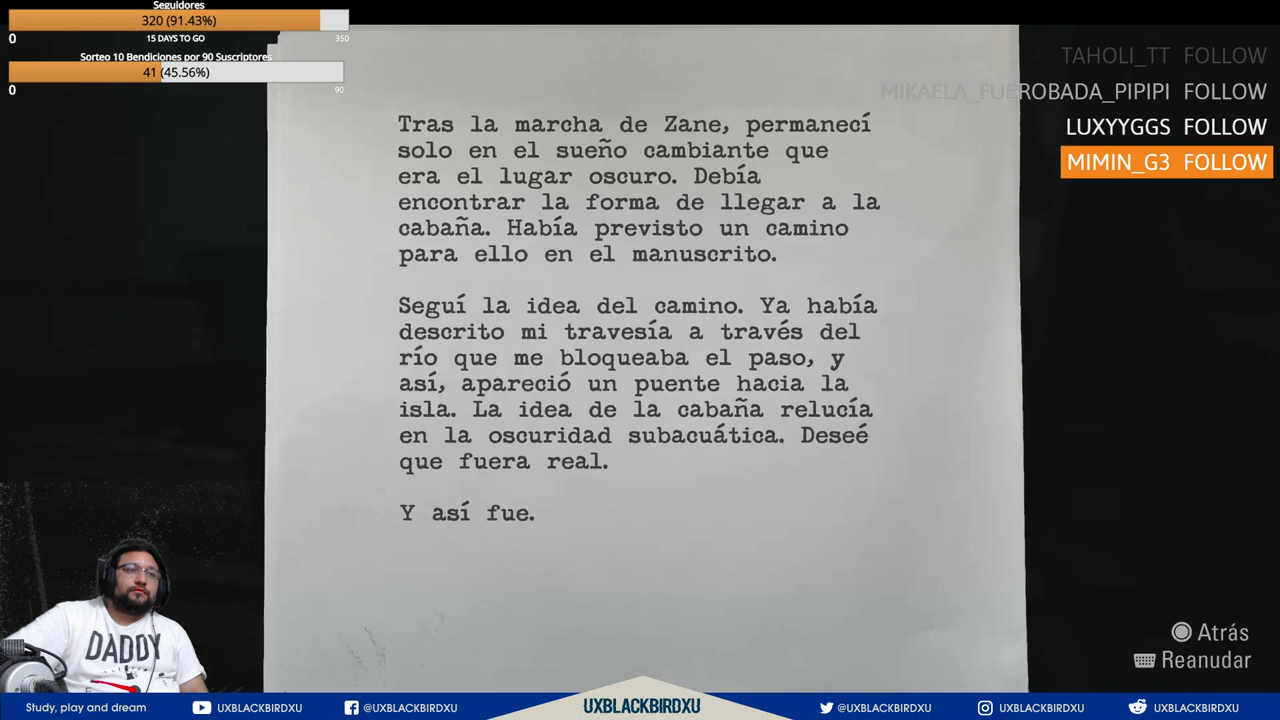 Seguidores
320 (91.43%)
0
15 DAYS TO GO
350
Sorteo 10 Bendiciones por 90 Suscriptores
41 (45.56%)
0
90
TAHOLI_TT FOLLOW
MIKAELA_FUEROBADA_PIPIPI FOLLOW
LUXYYGGS FOLLOW
MIMIN_G3 FOLLOW
Tras la marcha de Zane, permanecí
solo en el sueño cambiante que
era el lugar oscuro. Debía
encontrar la forma de llegar a la
cabaña. Había previsto un camino
para ello en el manuscrito.
Seguí la idea del camino. Ya había
descrito mi travesía a través del
río que me bloqueaba el paso, y
así, apareció un puente hacia la
isla. La idea de la cabaña relucía
en la oscuridad subacuática. Deseé
que fuera real.
Y así fue.
DADDY
Atrás
Reanudar
Study, play and dream
UXBLACKBIRDXU
@UXBLACKBIRDXU
UXBLACKBIRDXU
@UXBLACKBIRDXU
UXBLACKBIRDXU
UXBLACKBIRDXU